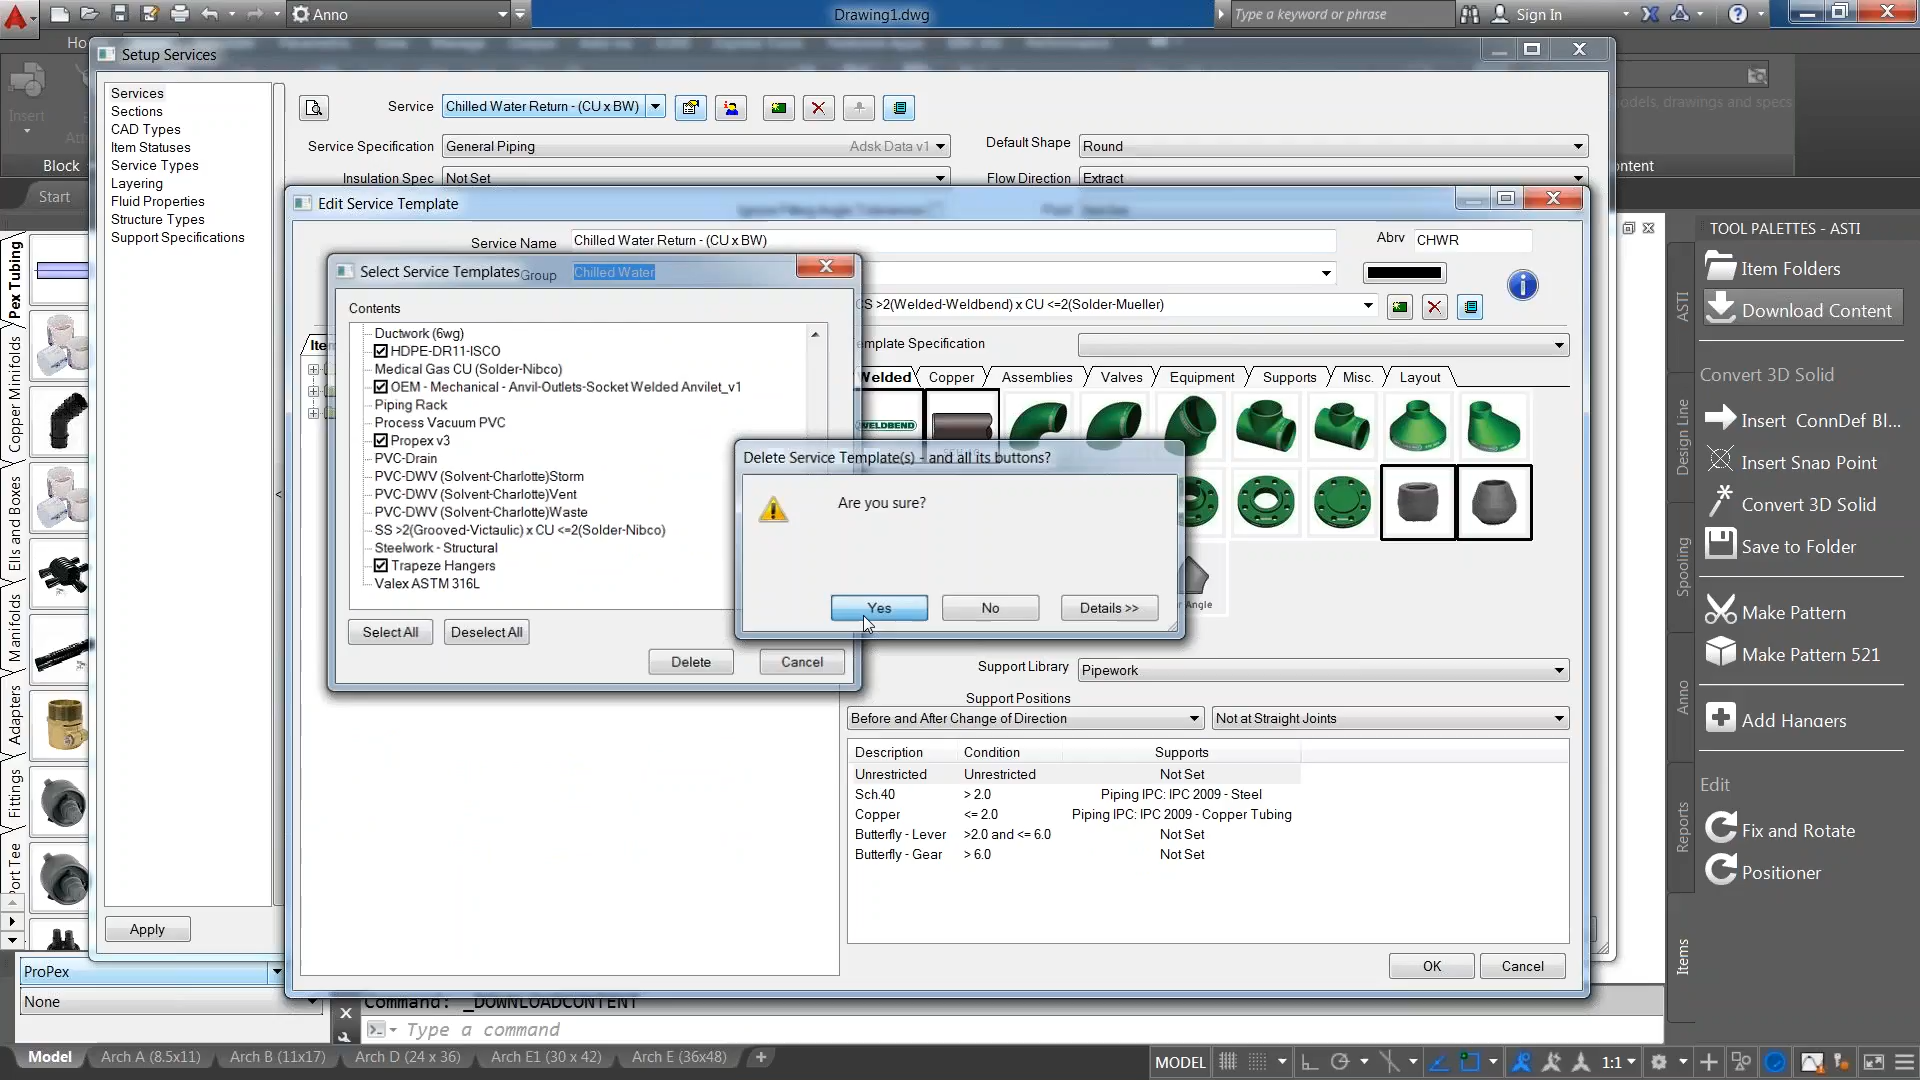 Anno
Drawing1.dwg
Type a keyword or phrase
Sign In
Setup Services
Insert
Block
Start
Services
Sections
CAD Types
Item Statuses
Service Types
Layering
Fluid Properties
Structure Types
Support Specifications
Service
Chilled Water Return - (CU x BW)
Service Specification
General Piping
Adsk Data v1
Default Shape
Round
Insulation Spec
Not Set
Flow Direction
Extract
Edit Service Template
Service Name
Chilled Water Return - (CU x BW)
Abrv
CHWR
Group
Chilled Water
CS >2(Welded-Weldbend) x CU <=2(Solder-Mueller)
Template Specification
Welded
Copper
Assemblies
Valves
Equipment
Supports
Misc.
Layout
WELDBEND
Angle
Select Service Templates
Contents
Ductwork (6wg)
HDPE-DR11-ISCO
Medical Gas CU (Solder-Nibco)
OEM - Mechanical - Anvil-Outlets-Socket Welded Anvilet_v1
Piping Rack
Process Vacuum PVC
Propex v3
PVC-Drain
PVC-DWV (Solvent-Charlotte)Storm
PVC-DWV (Solvent-Charlotte)Vent
PVC-DWV (Solvent-Charlotte)Waste
SS >2(Grooved-Victaulic) x CU <=2(Solder-Nibco)
Steelwork - Structural
Trapeze Hangers
Valex ASTM 316L
Select All
Deselect All
Delete
Cancel
Delete Service Template(s) - and all its buttons?
Are you sure?
Yes
No
Details >>
Support Library
Pipework
Support Positions
Before and After Change of Direction
Not at Straight Joints
Description
Condition
Supports
Unrestricted
Unrestricted
Not Set
Sch.40
> 2.0
Piping IPC: IPC 2009 - Steel
Copper
<= 2.0
Piping IPC: IPC 2009 - Copper Tubing
Butterfly - Lever
>2.0 and <= 6.0
Not Set
Butterfly - Gear
> 6.0
Not Set
OK
Cancel
Apply
Pex Tubing
Copper Minifolds
Ells and Boxes
Manifolds
Adapters
Fittings
Port Tee
ProPex
None
Command: _DOWNLOADCONTENT
Type a command
Model
Arch A (8.5x11)
Arch B (11x17)
Arch D (24 x 36)
Arch E1 (30 x 42)
Arch E (36x48)
MODEL
1:1
TOOL PALETTES - ASTI
Item Folders
Download Content
Convert 3D Solid
Insert ConnDef Bl...
Insert Snap Point
Convert 3D Solid
Save to Folder
Make Pattern
Make Pattern 521
Add Hangers
Edit
Fix and Rotate
Positioner
ASTI
Design Line
Spooling
Anno
Reports
Items